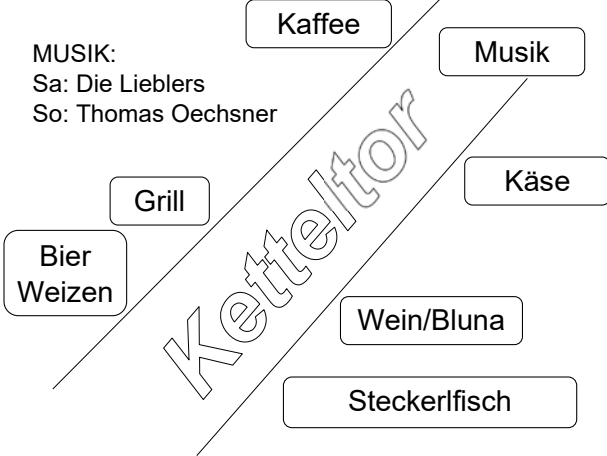 Kaffee
MUSIK:
Sa: Die Lieblers
So: Thomas Oechsner
Musik
Ketteltor
Käse
Grill
Bier
Weizen
Wein/Bluna
Steckerlfisch